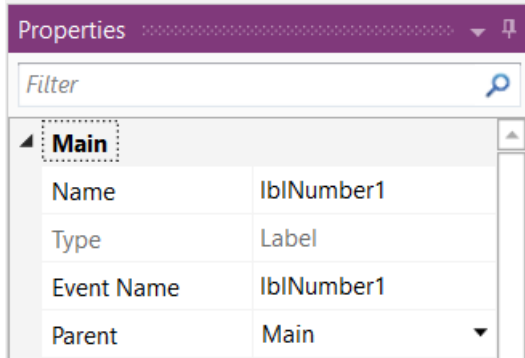 Properties
Filter
Main
Name lblNumber1
Type Label
Event Name lblNumber1
Parent Main